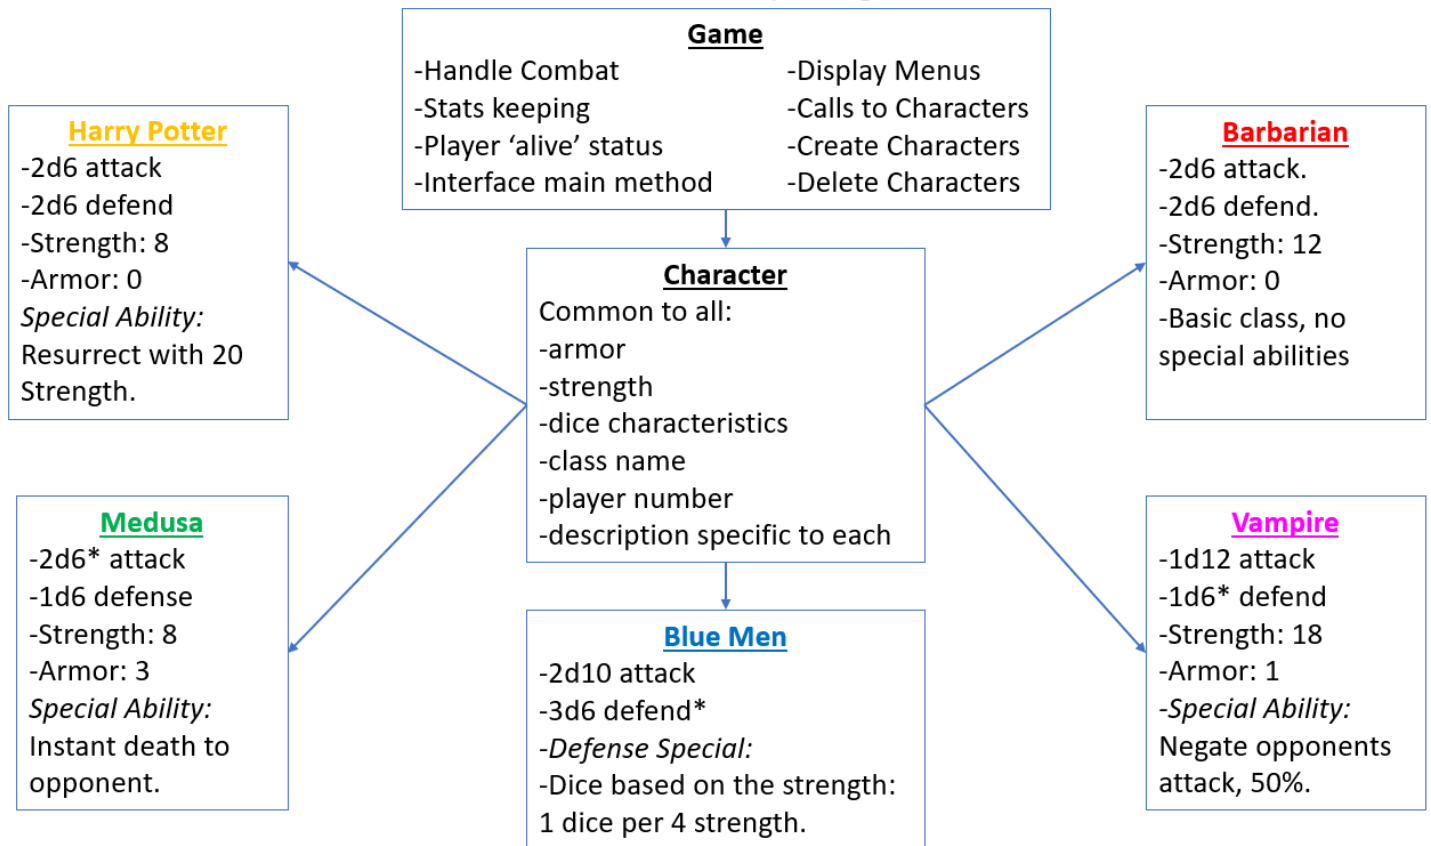 Game
-Handle Combat
-Stats keeping
-Player ‘alive’ status
-Interface main method
-Display Menus
-Calls to Characters
-Create Characters
-Delete Characters
Harry Potter
-2d6 attack
-2d6 defend
-Strength: 8
-Armor: 0
Special Ability:
Resurrect with 20
Strength.
Character
Common to all:
-armor
-strength
-dice characteristics
-class name
-player number
-description specific to each
Barbarian
-2d6 attack.
-2d6 defend.
-Strength: 12
-Armor: 0
-Basic class, no
special abilities
Medusa
-2d6* attack
-1d6 defense
-Strength: 8
-Armor: 3
Special Ability:
Instant death to
opponent.
Blue Men
-2d10 attack
-3d6 defend*
-Defense Special:
-Dice based on the strength:
1 dice per 4 strength.
Vampire
-1d12 attack
-1d6* defend
-Strength: 18
-Armor: 1
-Special Ability:
Negate opponents
attack, 50%.